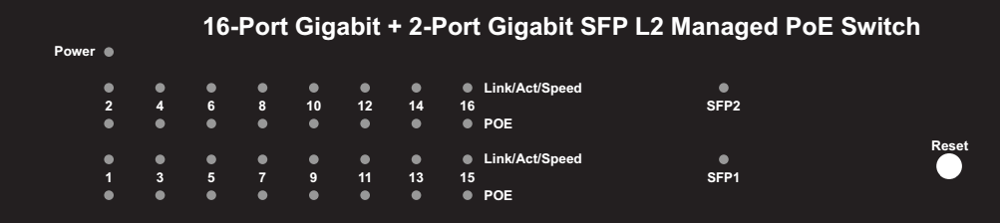 16-Port Gigabit + 2-Port Gigabit SFP L2 Managed PoE Switch
Power
Link/Act/Speed
2 4 6 8 10 12 14 16 SFP2
POE
Reset
Link/Act/Speed
1 3 5 7 9 11 13 15 SFP1
POE